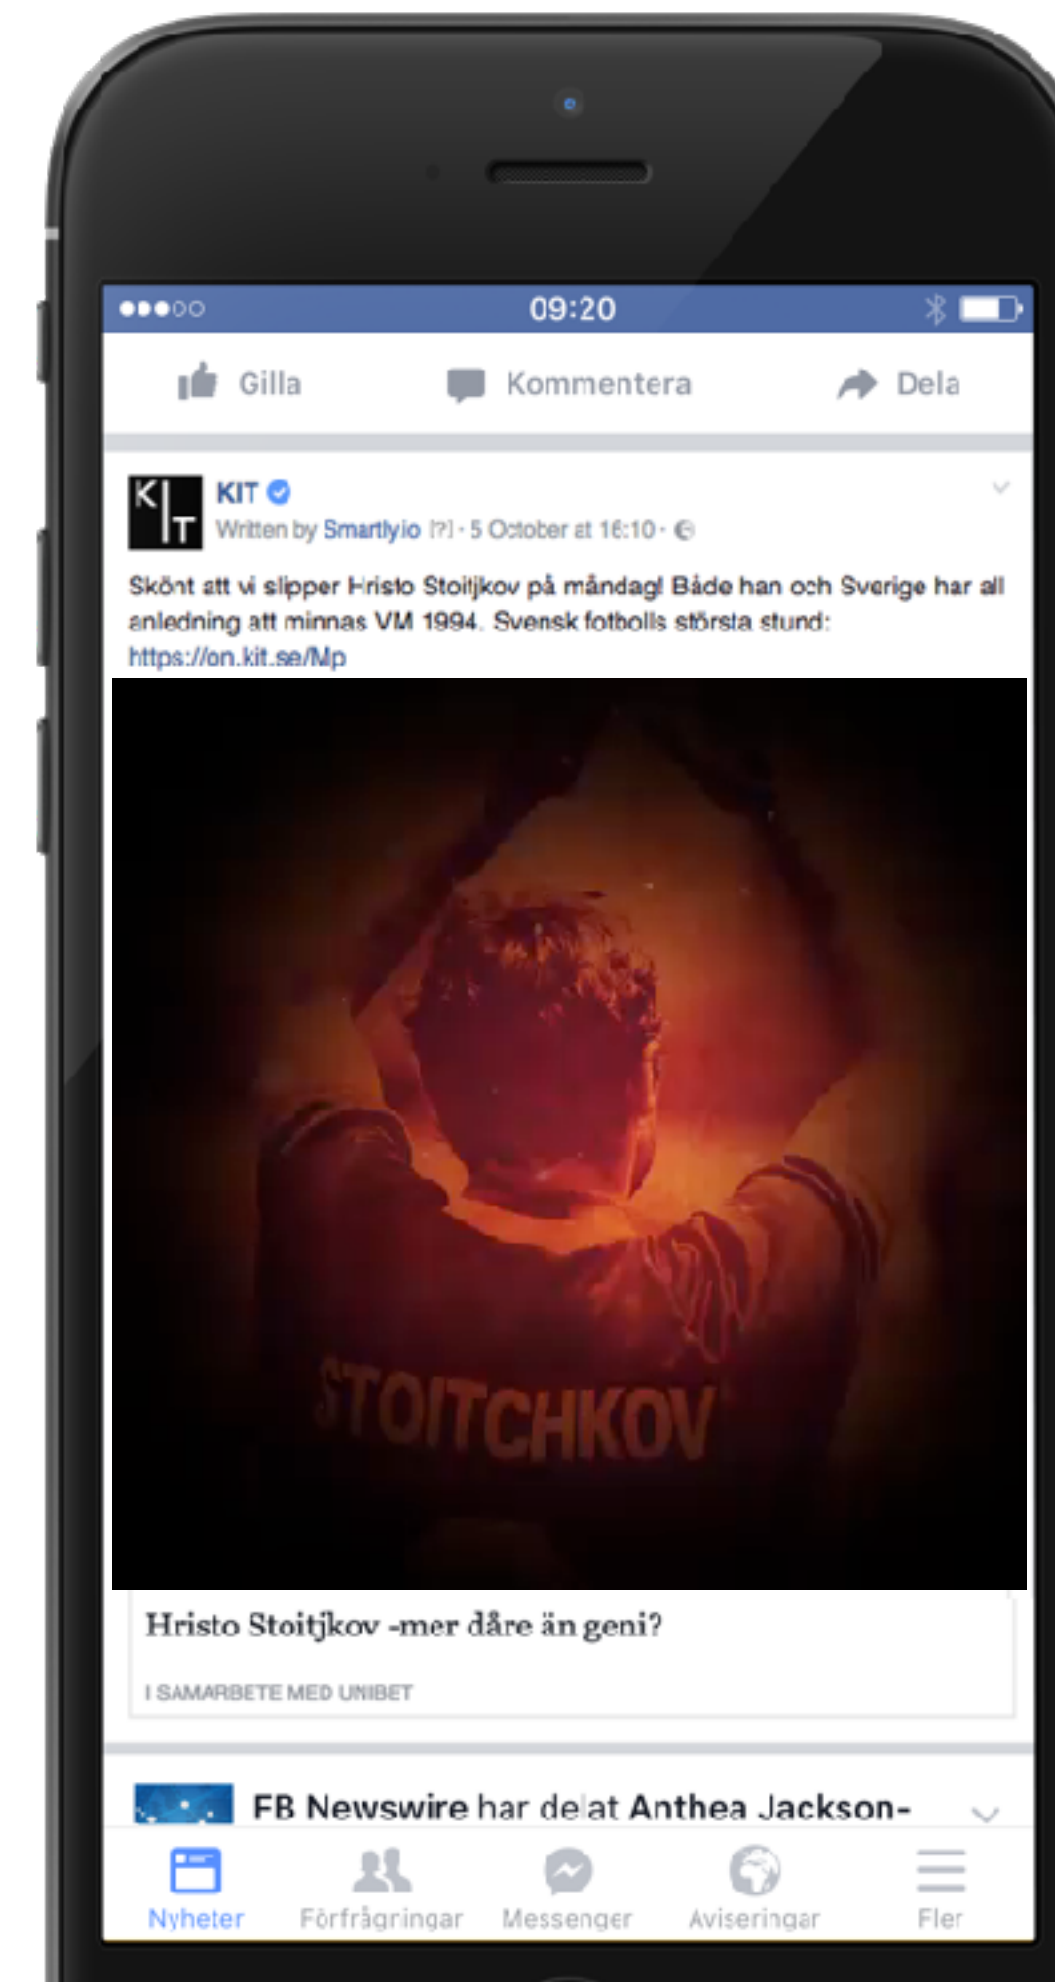 09:20
Gilla
Kommentera
Dela
KIT
KIT
Written by Smartly.io [?] · 5 October at 16:10 ·
Skönt att vi slipper Hristo Stoitjkov på måndag! Både han och Sverige har all
anledning att minnas VM 1994. Svensk fotbolls största stund:
https://on.kit.se/Mp
STOITCHKOV
Hristo Stoitjkov -mer dåre än geni?
I SAMARBETE MED UNIBET
FB Newswire har delat Anthea Jackson-
Nyheter
Förfrågningar
Messenger
Aviseringar
Fler